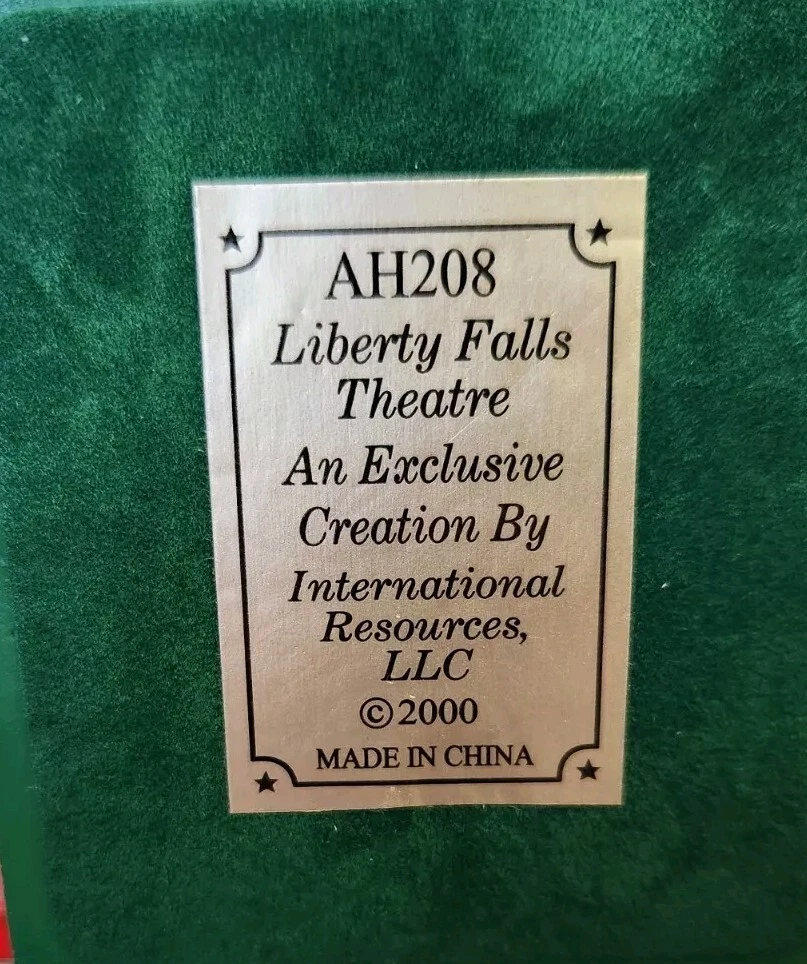 AH208
Liberty Falls
Theatre
An Exclusive
Creation By
International
Resources,
LLC
©2000
MADE IN CHINA